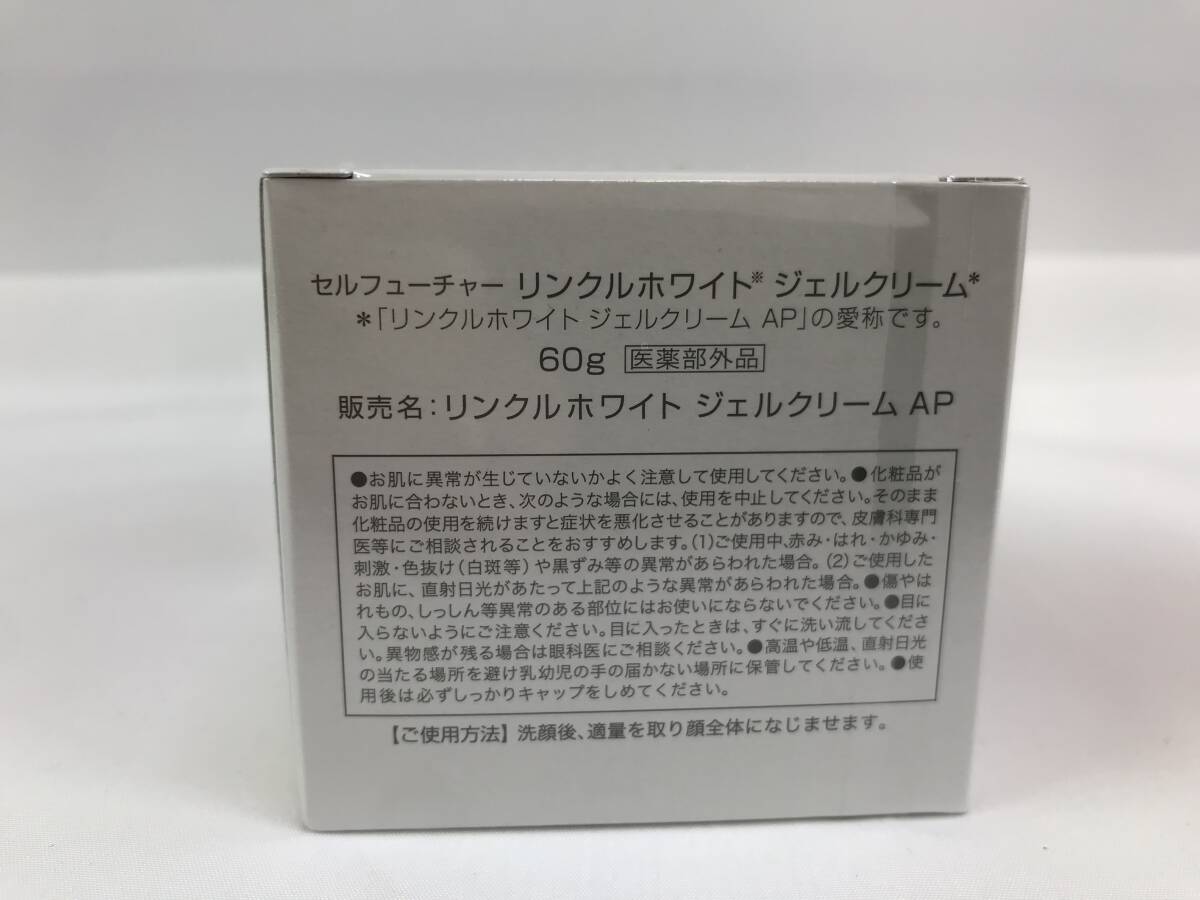 セルフューチャー リンクルホワイト※ ジェルクリーム*
*「リンクルホワイト ジェルクリーム AP」の愛称です。
60g 医薬部外品
販売名：リンクルホワイト ジェルクリーム AP
●お肌に異常が生じていないかよく注意して使用してください。●化粧品が
お肌に合わないとき、次のような場合には、使用を中止してください。そのまま
化粧品の使用を続けますと症状を悪化させることがありますので、皮膚科専門
医等にご相談されることをおすすめします。(1)ご使用中、赤み・はれ・かゆみ・
刺激・色抜け（白斑等）や黒ずみ等の異常があらわれた場合。(2)ご使用した
お肌に、直射日光があたって上記のような異常があらわれた場合。●傷やは
れもの、しっしん等異常のある部位にはお使いにならないでください。●目に
入らないようにご注意ください。目に入ったときは、すぐに洗い流してくださ
い。異物感が残る場合は眼科医にご相談ください。●高温や低温、直射日光
の当たる場所を避け乳幼児の手の届かない場所に保管してください。●使
用後は必ずしっかりキャップをしめてください。
【ご使用方法】洗顔後、適量を取り顔全体になじませます。